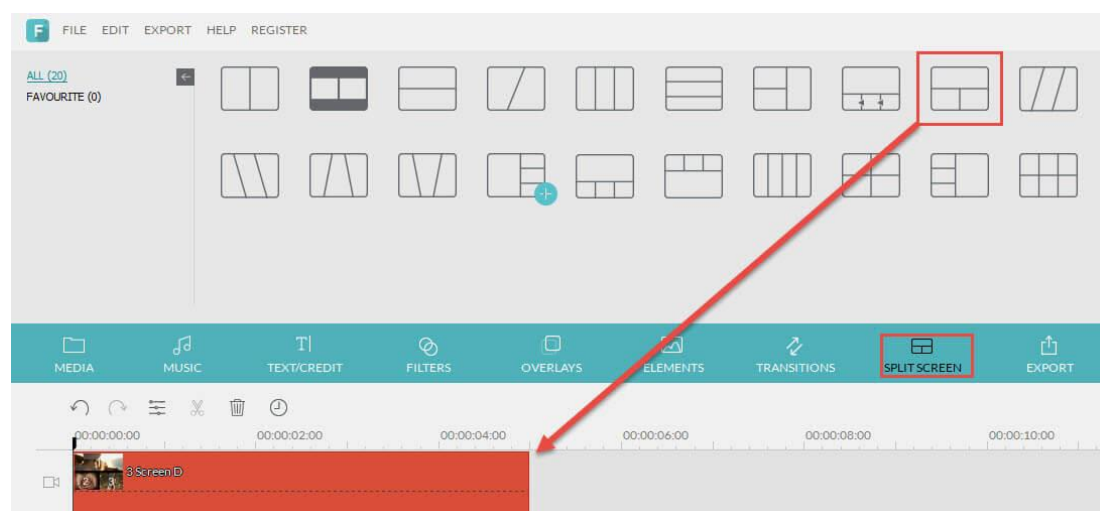 F FILE EDIT EXPORT HELP REGISTER
ALL (20)
FAVOURITE (0)
MEDIA MUSIC TEXT/CREDIT FILTERS OVERLAYS ELEMENTS TRANSITIONS SPLIT SCREEN EXPORT
00:00:00:00 00:00:02:00 00:00:04:00 00:00:06:00 00:00:08:00 00:00:10:00
2 3 3 Screen D